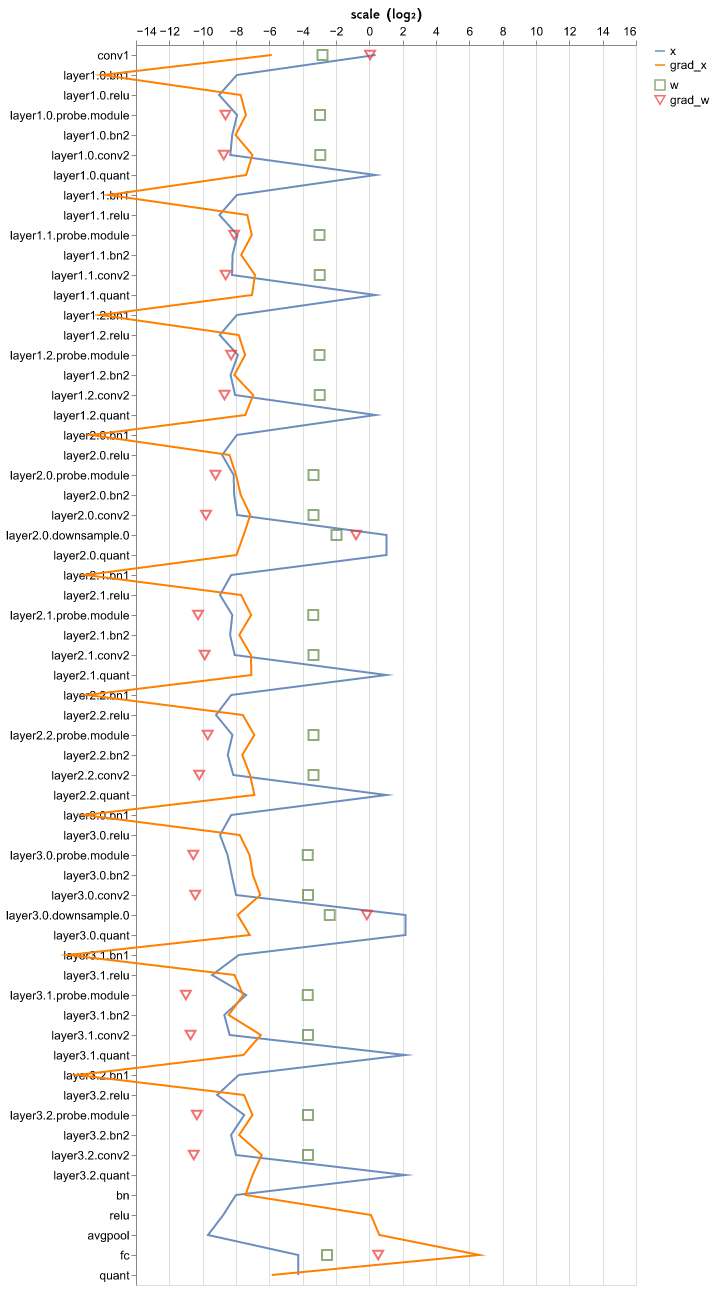 scale (log₂)
−14 −12 −10 −8 −6 −4 −2 0 2 4 6 8 10 12 14 16
conv1
layer1.0.bn1
layer1.0.relu
layer1.0.probe.module
layer1.0.bn2
layer1.0.conv2
layer1.0.quant
layer1.1.bn1
layer1.1.relu
layer1.1.probe.module
layer1.1.bn2
layer1.1.conv2
layer1.1.quant
layer1.2.bn1
layer1.2.relu
layer1.2.probe.module
layer1.2.bn2
layer1.2.conv2
layer1.2.quant
layer2.0.bn1
layer2.0.relu
layer2.0.probe.module
layer2.0.bn2
layer2.0.conv2
layer2.0.downsample.0
layer2.0.quant
layer2.1.bn1
layer2.1.relu
layer2.1.probe.module
layer2.1.bn2
layer2.1.conv2
layer2.1.quant
layer2.2.bn1
layer2.2.relu
layer2.2.probe.module
layer2.2.bn2
layer2.2.conv2
layer2.2.quant
layer3.0.bn1
layer3.0.relu
layer3.0.probe.module
layer3.0.bn2
layer3.0.conv2
layer3.0.downsample.0
layer3.0.quant
layer3.1.bn1
layer3.1.relu
layer3.1.probe.module
layer3.1.bn2
layer3.1.conv2
layer3.1.quant
layer3.2.bn1
layer3.2.relu
layer3.2.probe.module
layer3.2.bn2
layer3.2.conv2
layer3.2.quant
bn
relu
avgpool
fc
quant
x
grad_x
w
grad_w